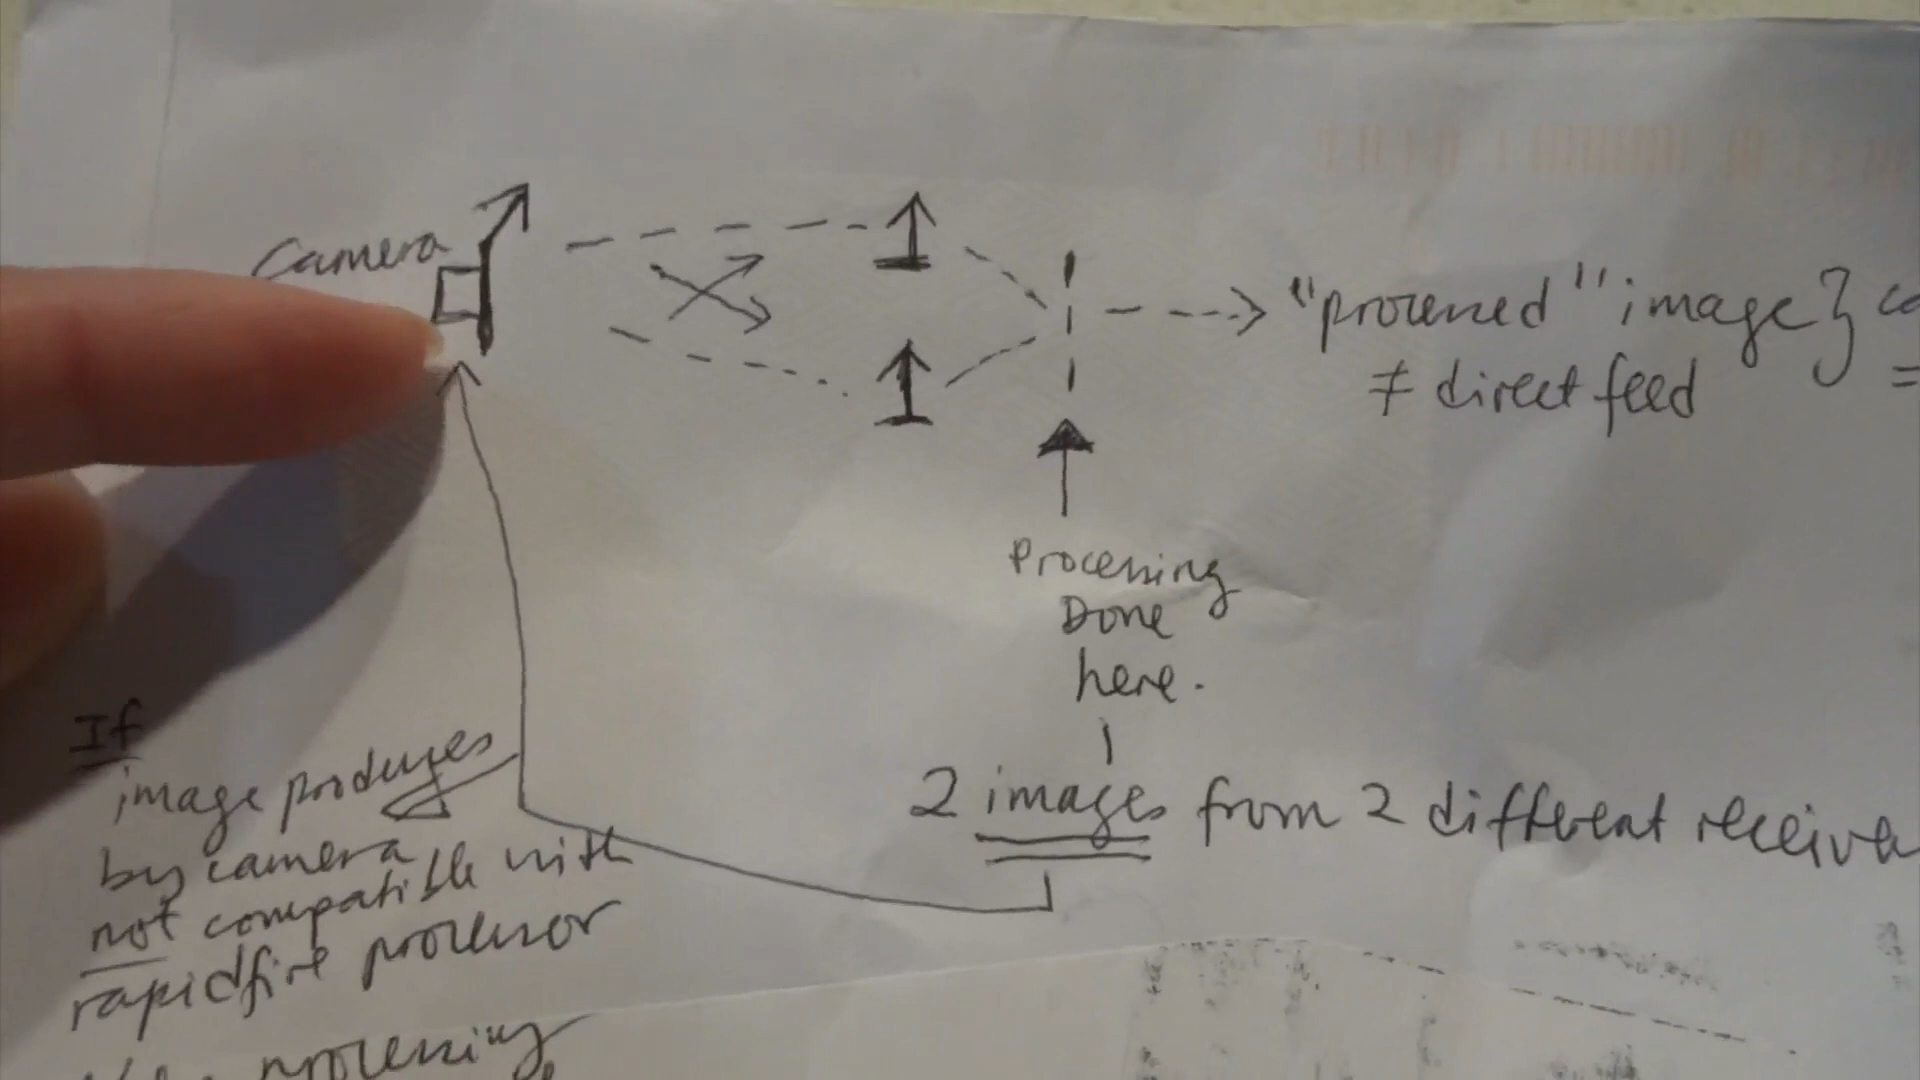 Camera
"processed" image }
≠ direct feed
Processing
Done
here.
2 images from 2 different
If
image produces
by camera
not compatible with
rapidfire processor
processing